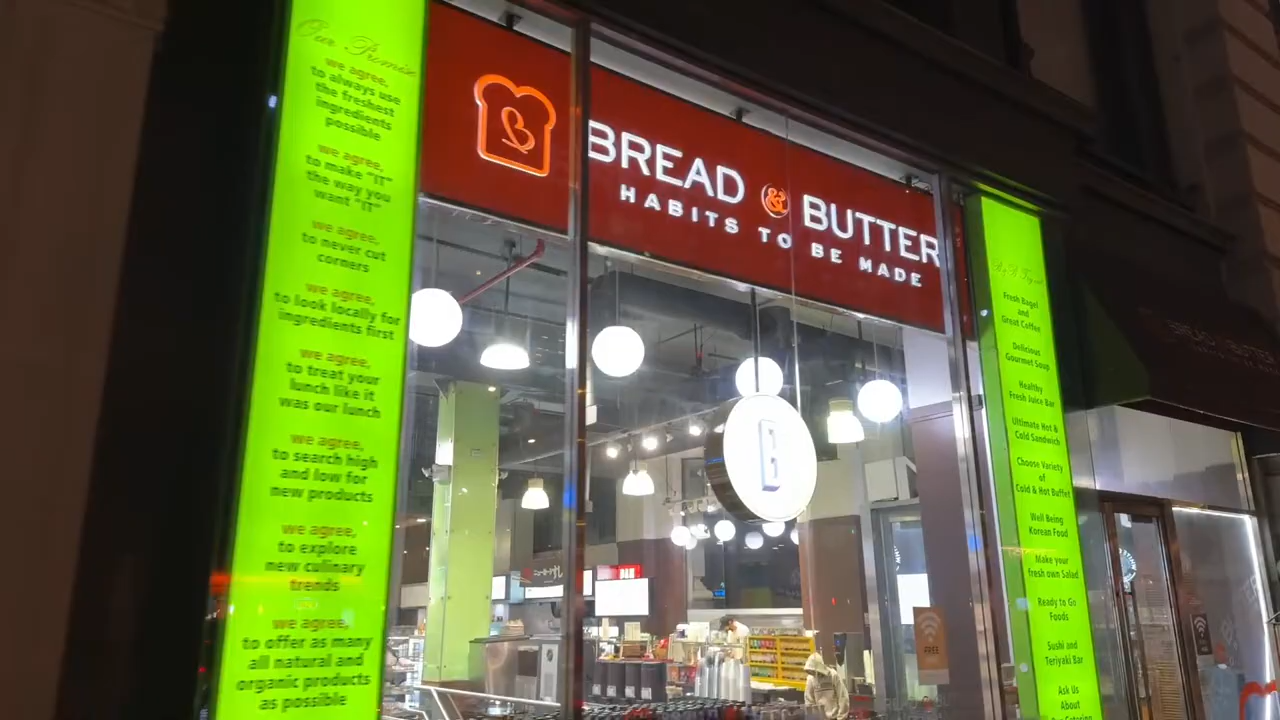 Our Promise
we agree,
to always use
the freshest
ingredients
possible
we agree,
to make "IT"
the way you
want "IT"
we agree,
to never cut
corners
we agree,
to look locally for
ingredients first
we agree,
to treat your
lunch like it
was our lunch
we agree,
to search high
and low for
new products
we agree,
to explore
new culinary
trends
we agree,
to offer as many
all natural and
organic products
as possible
B
BREAD & BUTTER
HABITS TO BE MADE
B
FREE
Fresh Bagel
and
Great Coffee
Delicious
Gourmet Soup
Healthy
Fresh Juice Bar
Ultimate Hot &
Cold Sandwich
Choose Variety
of
Cold & Hot Buffet
Well Being
Korean Food
Make your
fresh own Salad
Ready to Go
Foods
Sushi and
Teriyaki Bar
Ask Us
About
Our Catering
BREAD & BUTTER